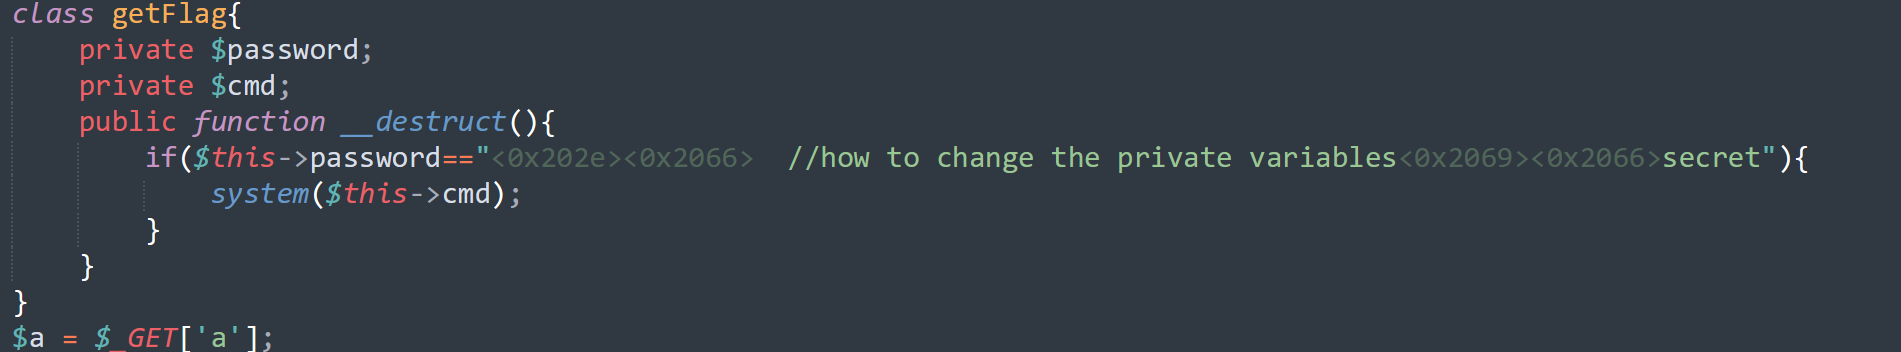 class getFlag{
    private $password;
    private $cmd;
    public function __destruct(){
        if($this->password=="<0x202e><0x2066>  //how to change the private variables<0x2069><0x2066>secret"){
            system($this->cmd);
        }
    }
}
$a = $_GET['a'];